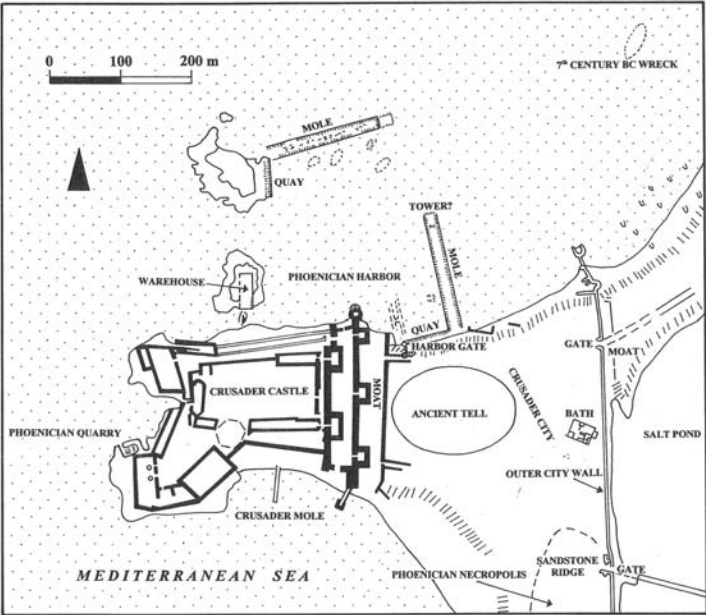 0 100 200 m
7th CENTURY BC WRECK
MOLE
QUAY
TOWER?
MOLE
WAREHOUSE
PHOENICIAN HARBOR
QUAY
HARBOR GATE
GATE
MOAT
CRUSADER CASTLE
MOAT
ANCIENT TELL
CRUSADER CITY
BATH
PHOENICIAN QUARRY
SALT POND
OUTER CITY WALL
CRUSADER MOLE
SANDSTONE
RIDGE
GATE
MEDITERRANEAN SEA
PHOENICIAN NECROPOLIS